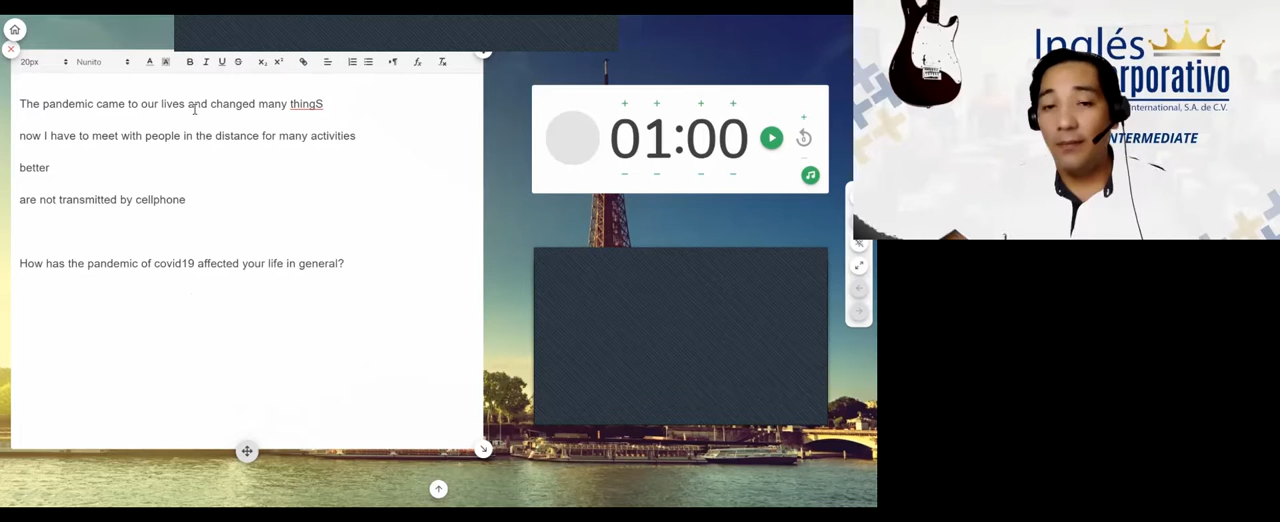 20px Nunito
The pandemic came to our lives and changed many thingS
now I have to meet with people in the distance for many activities
better
are not transmitted by cellphone
How has the pandemic of covid19 affected your life in general?
01:00
Inglés
orporativo
International, S.A. de C.V.
NTERMEDIATE